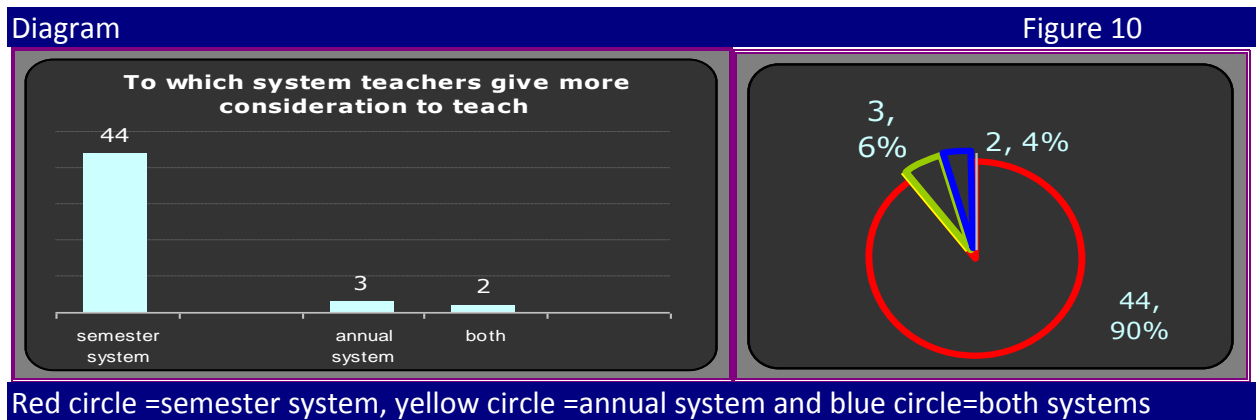 Diagram Figure 10
To which system teachers give more
consideration to teach
44
3
2
semester
system
annual
system
both
3,
6%
2, 4%
44,
90%
Red circle =semester system, yellow circle =annual system and blue circle=both systems